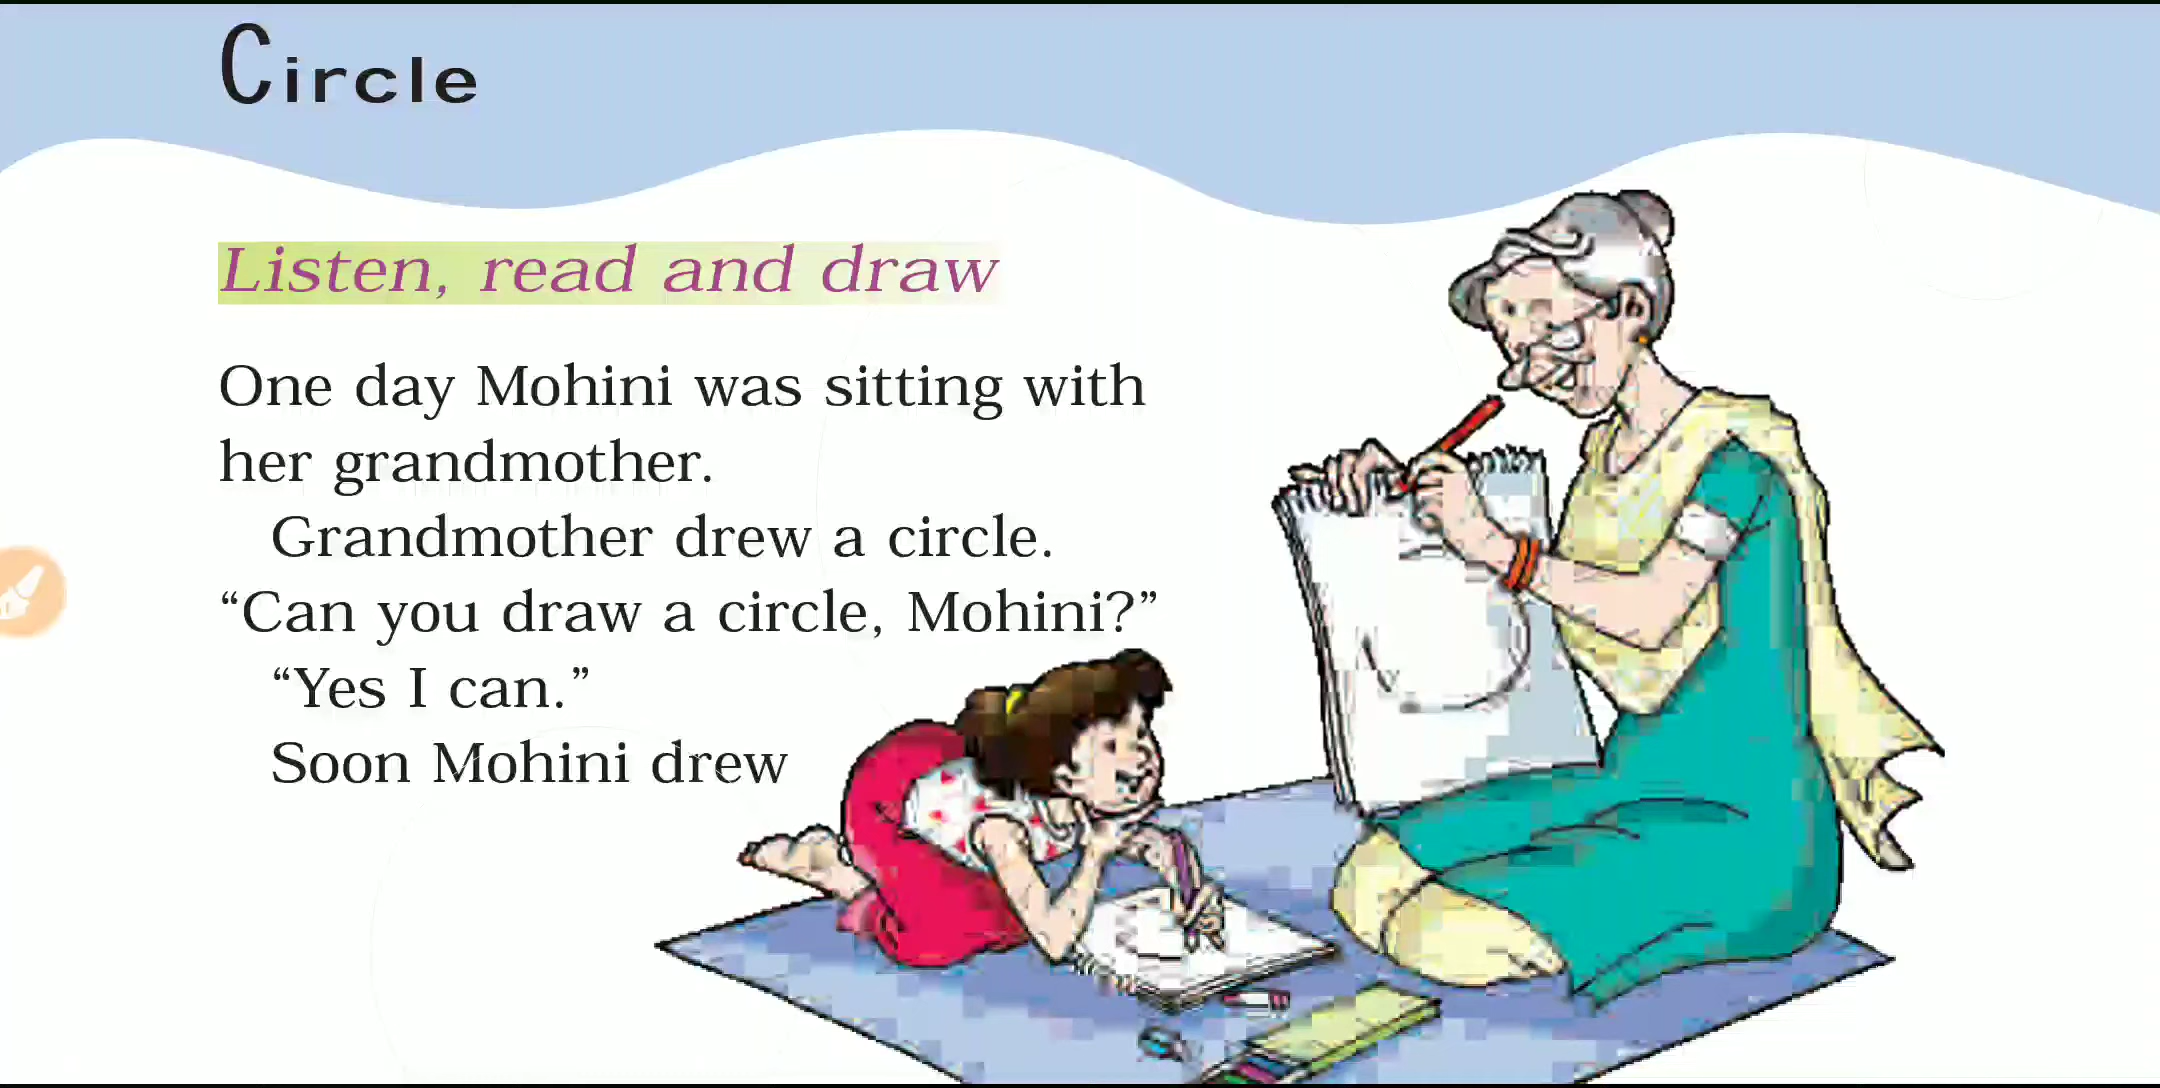 Circle
Listen, read and draw
One day Mohini was sitting with
her grandmother.
Grandmother drew a circle.
“Can you draw a circle, Mohini?”
“Yes I can.”
Soon Mohini drew